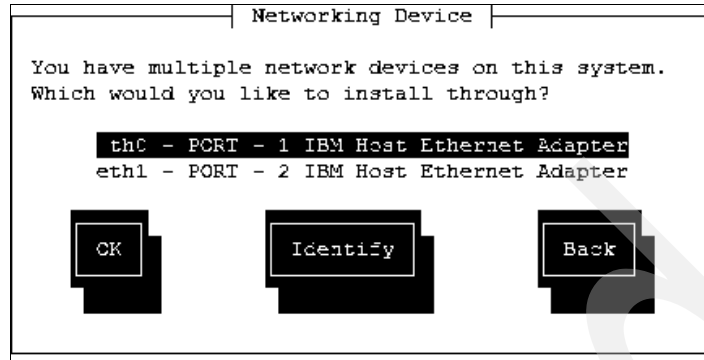 Networking Device
You have multiple network devices on this system.
Which would you like to install through?
th0 - PORT - 1 IBM Host Ethernet Adapter
eth1 - PORT - 2 IBM Host Ethernet Adapter
OK Identify Back